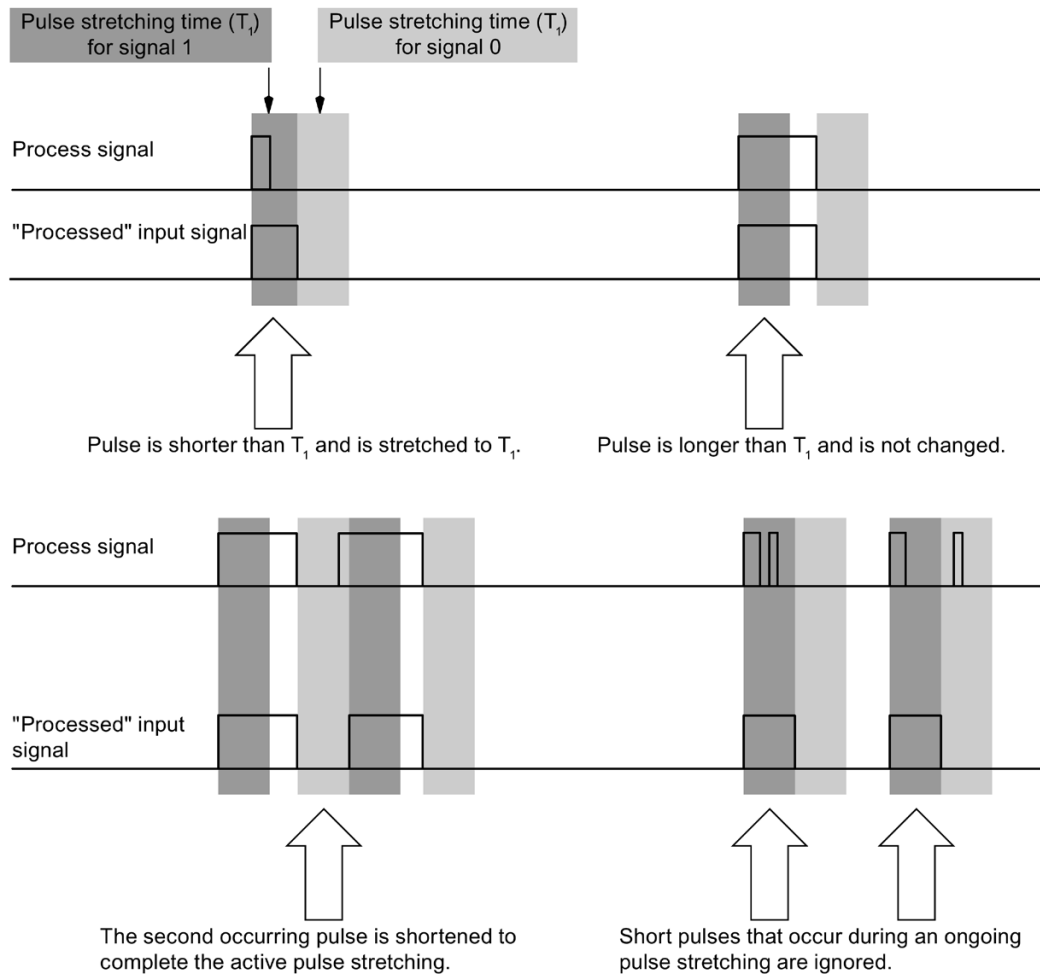 Pulse stretching time (T1)
for signal 1
Pulse stretching time (T1)
for signal 0
Process signal
"Processed" input signal
Pulse is shorter than T1 and is stretched to T1.
Pulse is longer than T1 and is not changed.
Process signal
"Processed" input
signal
The second occurring pulse is shortened to
complete the active pulse stretching.
Short pulses that occur during an ongoing
pulse stretching are ignored.